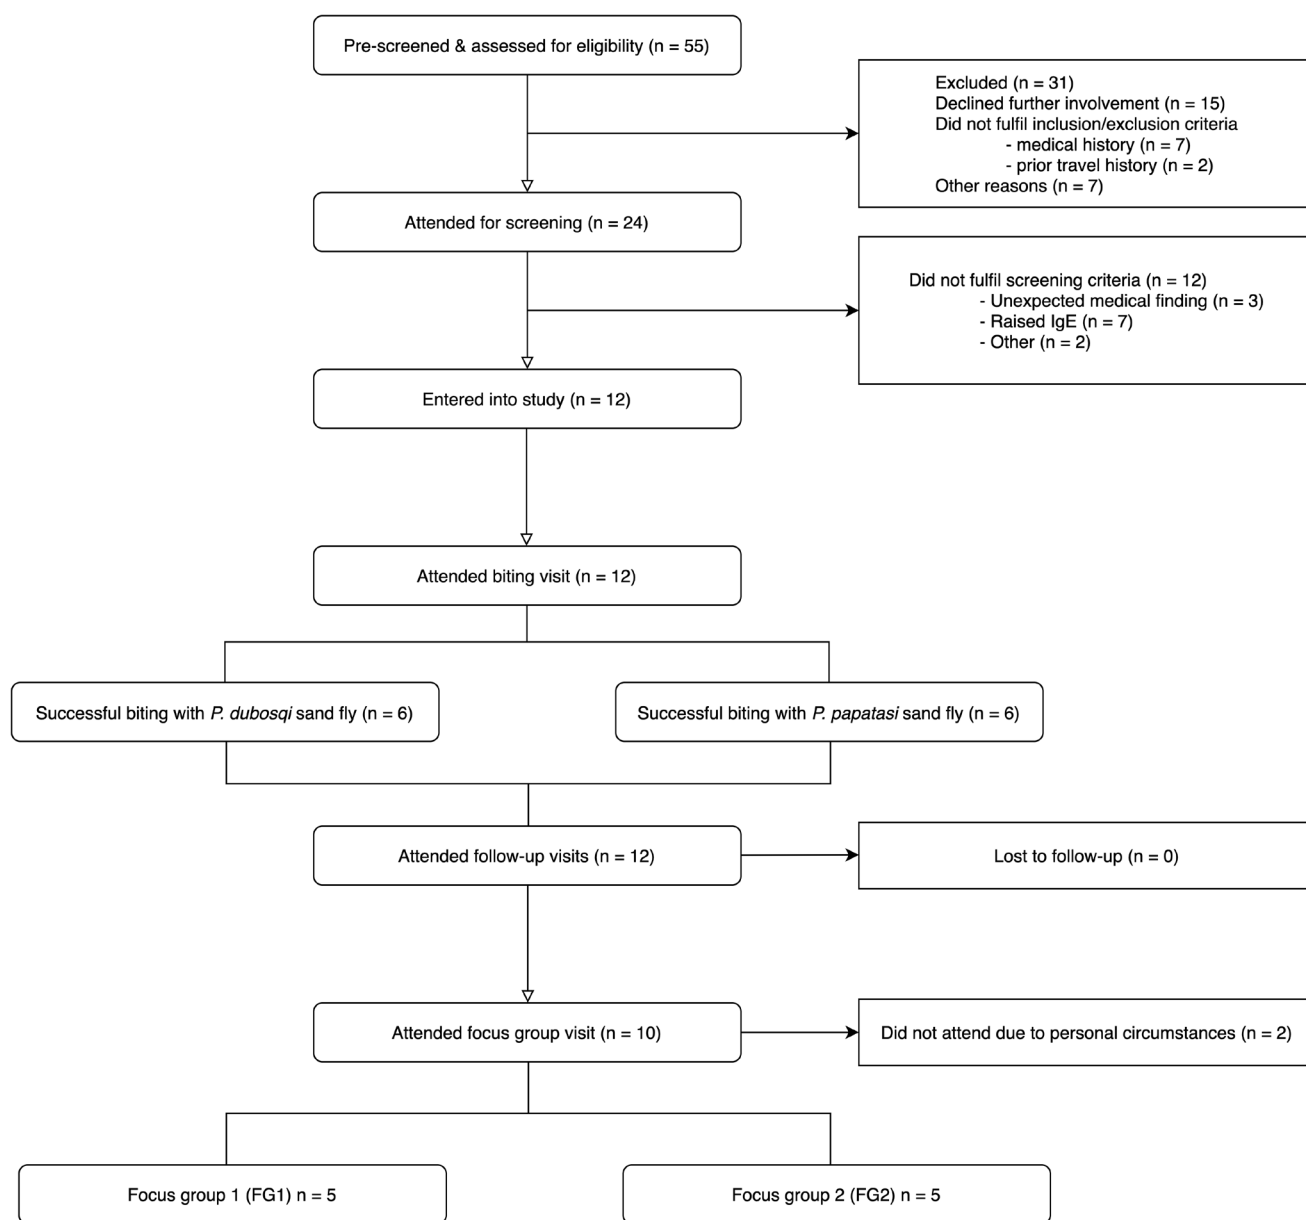 Pre-screened & assessed for eligibility (n = 55)
Excluded (n = 31)
Declined further involvement (n = 15)
Did not fulfil inclusion/exclusion criteria
- medical history (n = 7)
- prior travel history (n = 2)
Other reasons (n = 7)
Attended for screening (n = 24)
Did not fulfil screening criteria (n = 12)
- Unexpected medical finding (n = 3)
- Raised IgE (n = 7)
- Other (n = 2)
Entered into study (n = 12)
Attended biting visit (n = 12)
Successful biting with P. dubosqi sand fly (n = 6)
Successful biting with P. papatasi sand fly (n = 6)
Attended follow-up visits (n = 12)
Lost to follow-up (n = 0)
Attended focus group visit (n = 10)
Did not attend due to personal circumstances (n = 2)
Focus group 1 (FG1) n = 5
Focus group 2 (FG2) n = 5